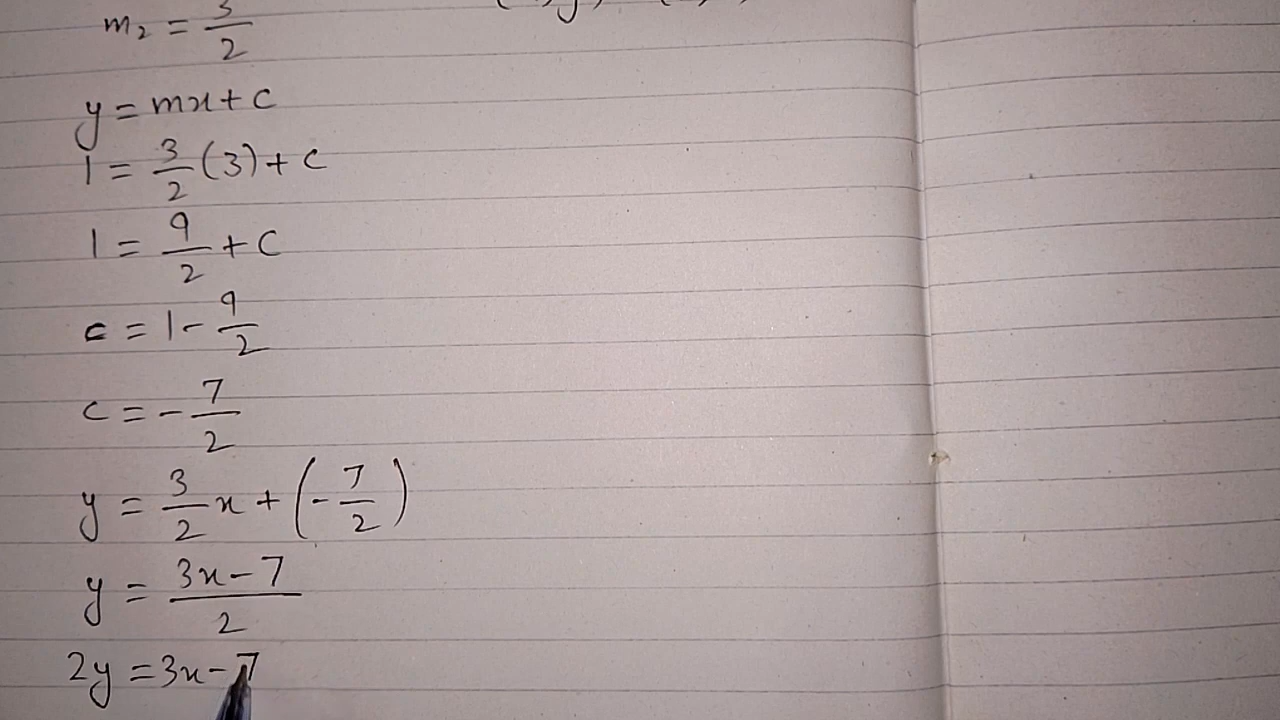 m₂ = 3/2
y = mx + c
1 = 3/2 (3) + c
1 = 9/2 + c
c = 1 - 9/2
c = - 7/2
y = 3/2 x + (- 7/2)
y = 3x - 7 / 2
2y = 3x - 7